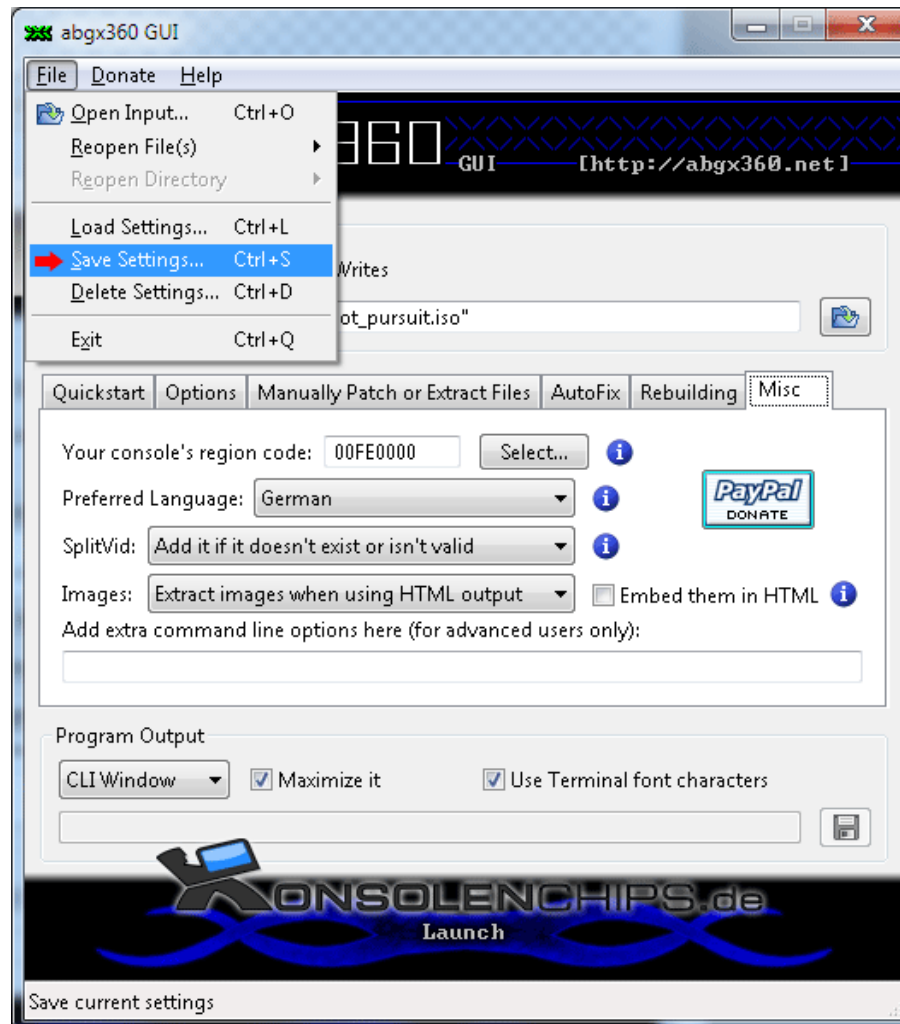 abgx360 GUI
File Donate Help
Open Input... Ctrl+O
Reopen File(s)
Reopen Directory
Load Settings... Ctrl+L
Save Settings... Ctrl+S
Delete Settings... Ctrl+D
Exit Ctrl+Q
360 GUI [http://abgx360.net]
Writes
ot_pursuit.iso"
Quickstart Options Manually Patch or Extract Files AutoFix Rebuilding Misc
Your console's region code: 00FE0000 Select...
Preferred Language: German
PayPal
DONATE
SplitVid: Add it if it doesn't exist or isn't valid
Images: Extract images when using HTML output Embed them in HTML
Add extra command line options here (for advanced users only):
Program Output
CLI Window Maximize it Use Terminal font characters
KONSOLENCHIPS.de
Launch
Save current settings